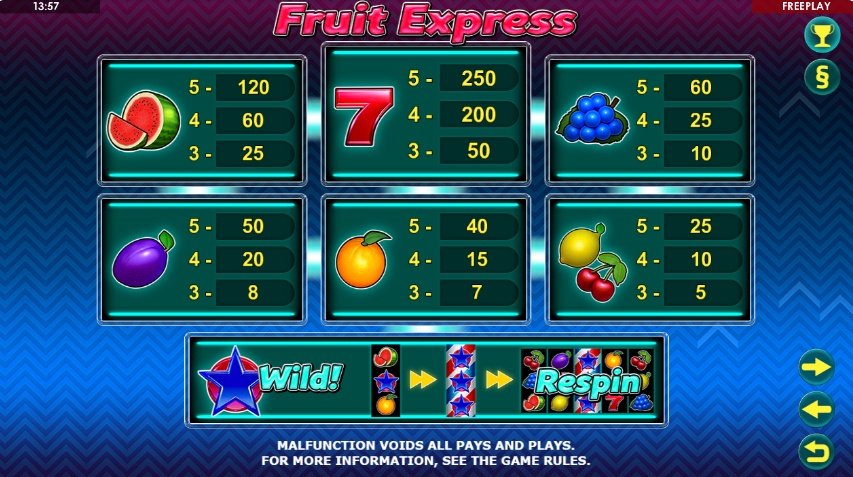 13:57
FREEPLAY
Fruit Express
§
5 - 120
4 - 60
3 - 25
7
5 - 250
4 - 200
3 - 50
5 - 60
4 - 25
3 - 10
5 - 50
4 - 20
3 - 8
5 - 40
4 - 15
3 - 7
5 - 25
4 - 10
3 - 5
Wild!
Respin
7
MALFUNCTION VOIDS ALL PAYS AND PLAYS.
FOR MORE INFORMATION, SEE THE GAME RULES.